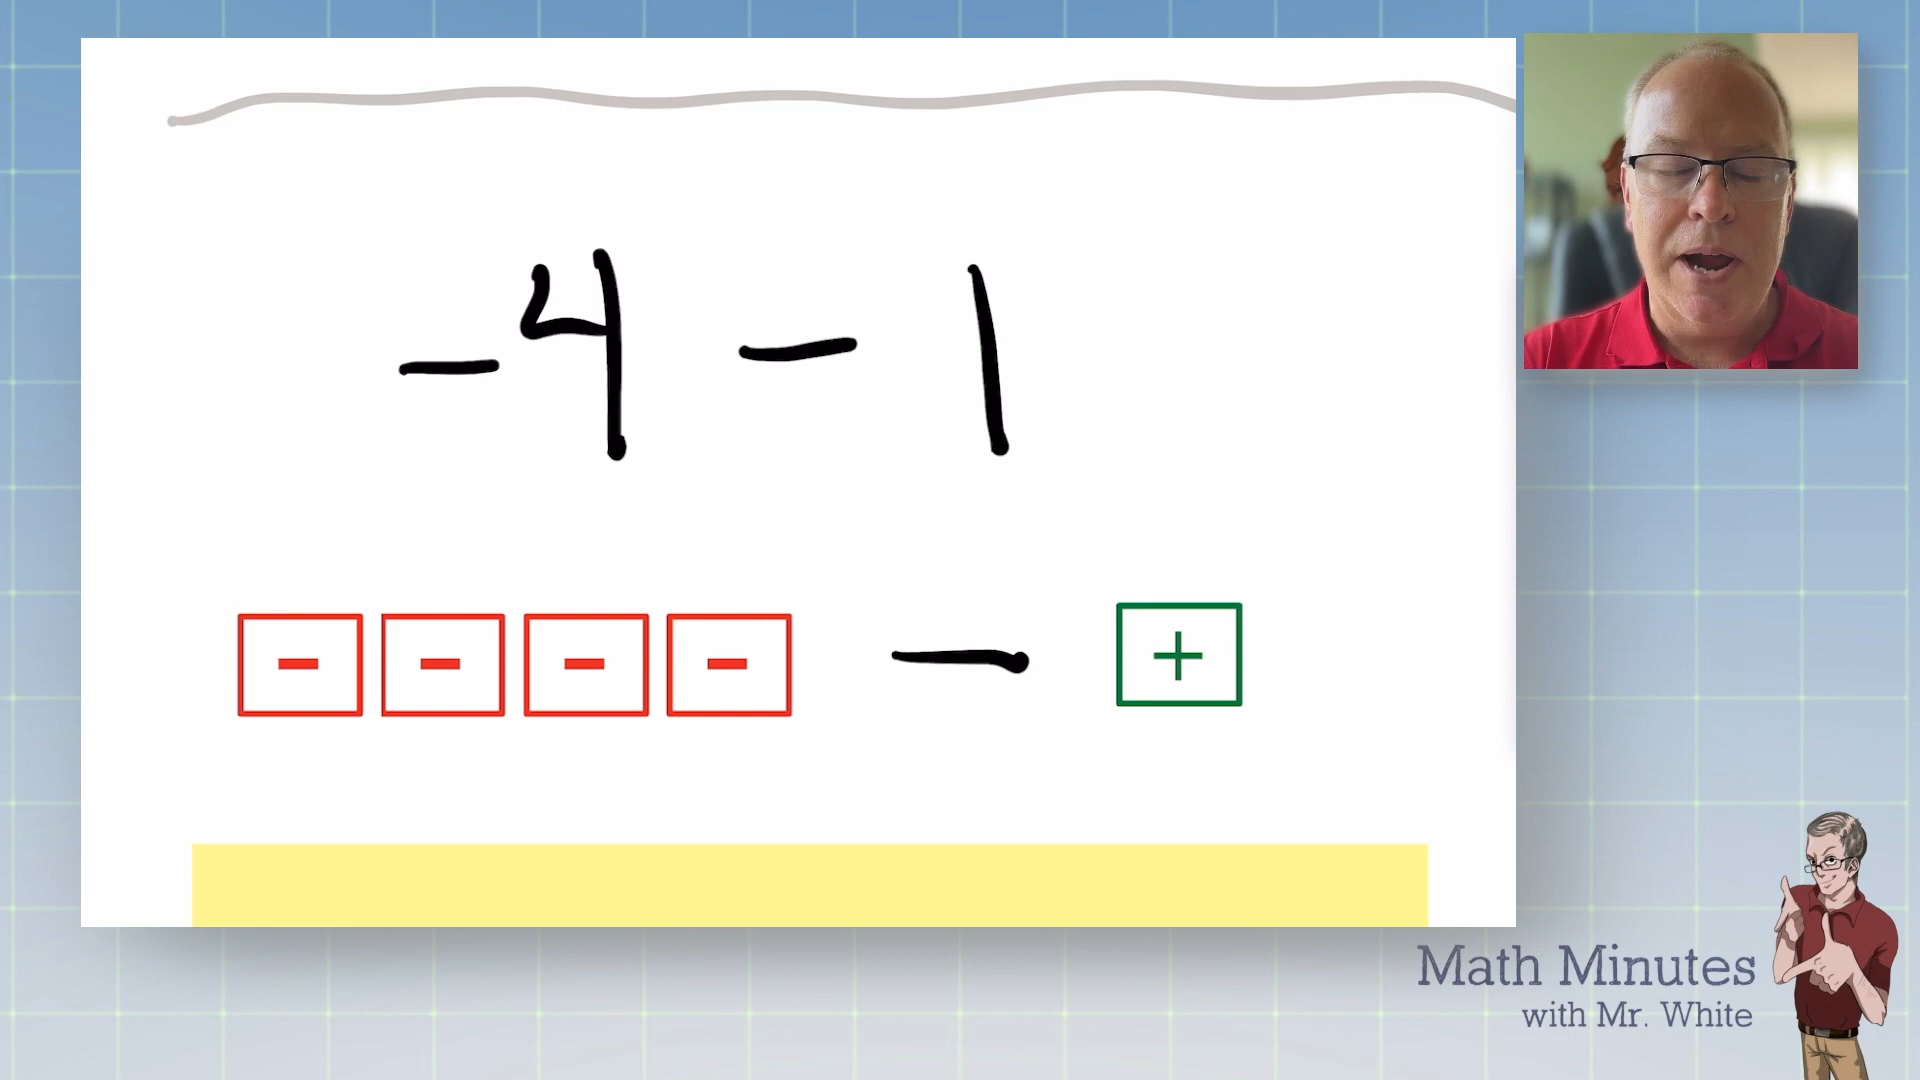 -4 - 1
- - - - — +
Math Minutes
with Mr. White